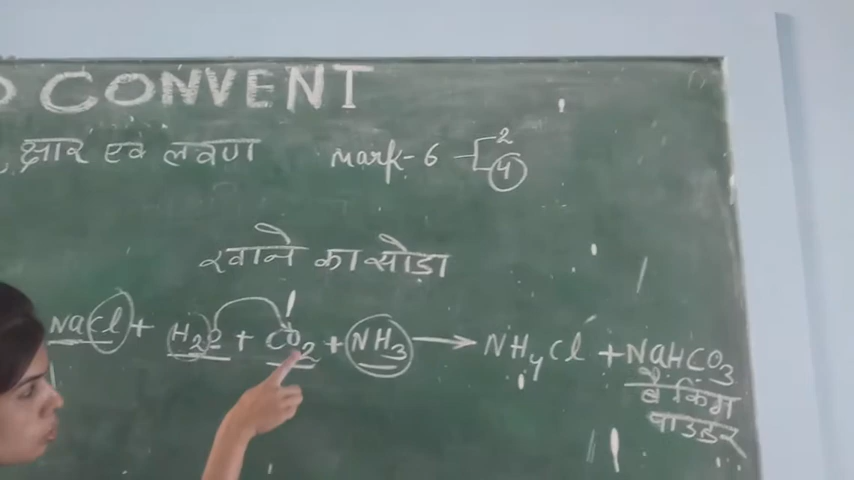 CONVENT
क्षार एवं लवण mark-6 2
4
खाने का सोडा
NaCl + H2O + CO2 + NH3 → NH4Cl + NaHCO3
बेकिंग
पाउडर